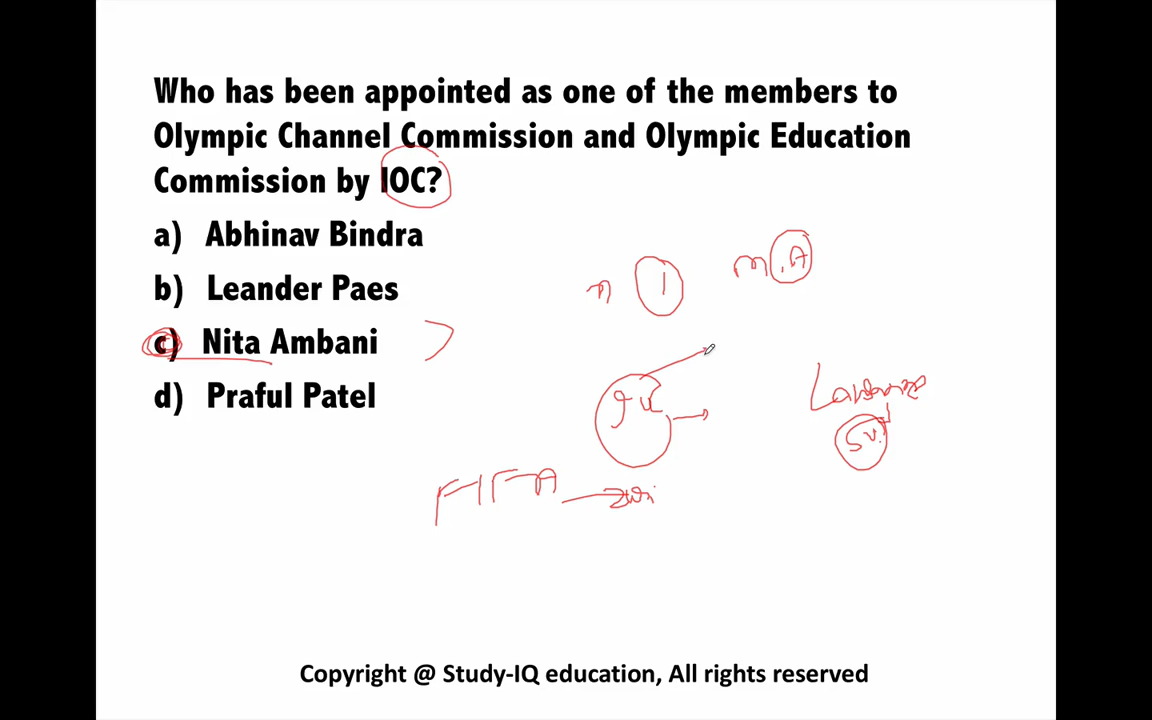 Who has been appointed as one of the members to
Olympic Channel Commission and Olympic Education
Commission by IOC?
a) Abhinav Bindra
b) Leander Paes
c) Nita Ambani
d) Praful Patel
FIFA
Copyright @ Study-IQ education, All rights reserved